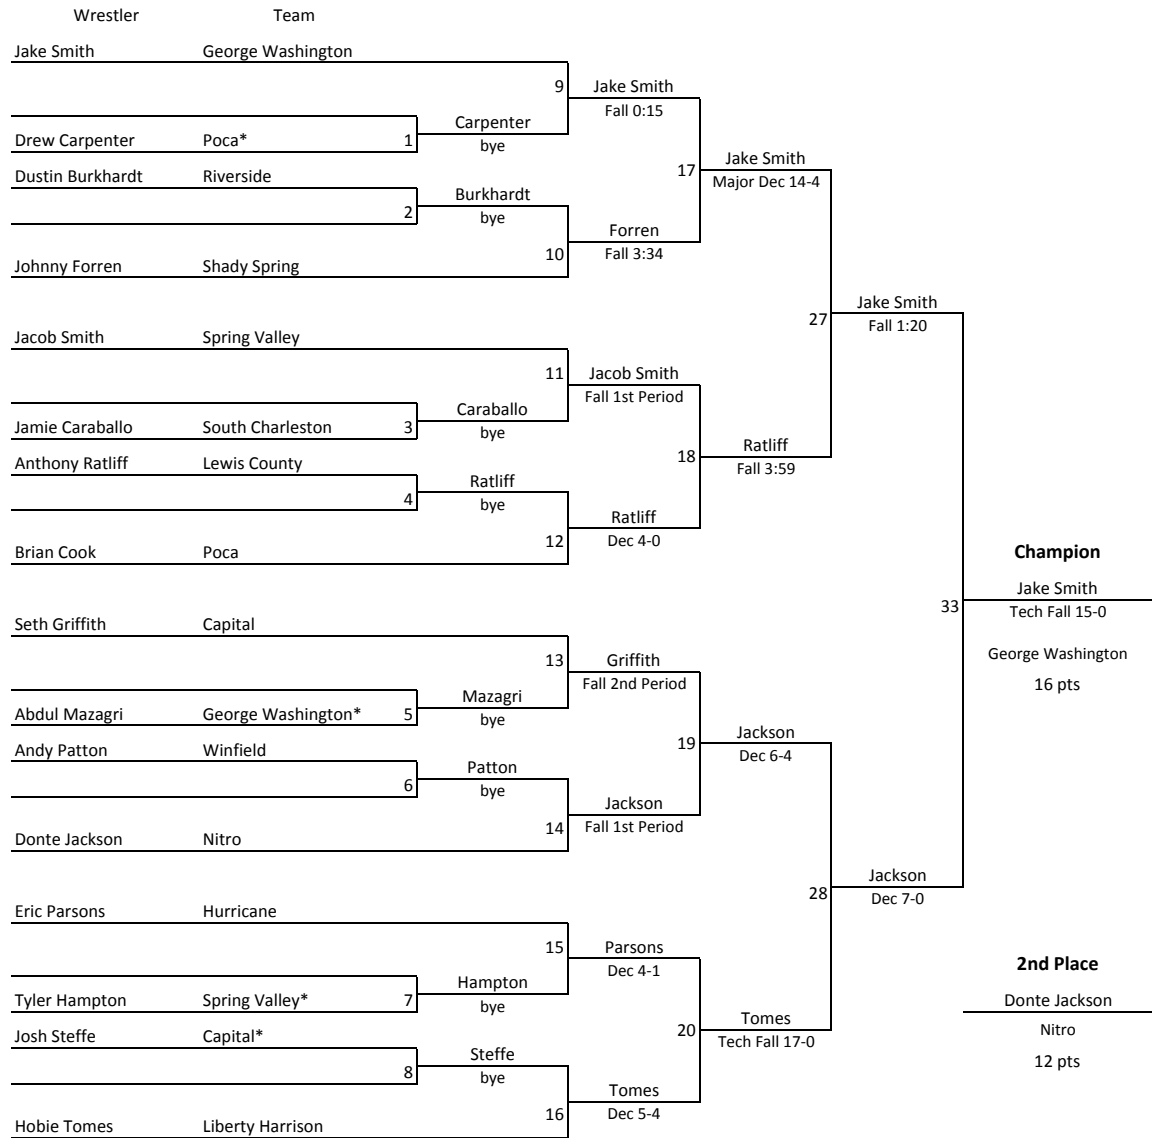 Wrestler Team
Jake Smith George Washington
9 Jake Smith
Fall 0:15
Carpenter
Drew Carpenter Poca* 1
bye
Jake Smith
17
Dustin Burkhardt Riverside
Major Dec 14-4
Burkhardt
2
bye
Forren
10
Fall 3:34
Johnny Forren Shady Spring
Jake Smith
27
Fall 1:20
Jacob Smith Spring Valley
11 Jacob Smith
Fall 1st Period
Caraballo
Jamie Caraballo South Charleston 3
bye
Ratliff
18
Anthony Ratliff Lewis County
Fall 3:59
Ratliff
4
bye
Ratliff
12
Dec 4-0
Brian Cook Poca
Champion
Jake Smith
33
Tech Fall 15-0
Seth Griffith Capital
George Washington
13 Griffith
Fall 2nd Period
16 pts
Mazagri
Abdul Mazagri George Washington* 5
bye
Jackson
19
Andy Patton Winfield
Dec 6-4
Patton
6
bye
Jackson
14
Fall 1st Period
Donte Jackson Nitro
Jackson
28
Dec 7-0
Eric Parsons Hurricane
15 Parsons
Dec 4-1
2nd Place
Hampton
Tyler Hampton Spring Valley* 7
bye
Donte Jackson
Tomes
20
Nitro
Josh Steffe Capital*
Tech Fall 17-0
Steffe
12 pts
8
bye
Tomes
16
Dec 5-4
Hobie Tomes Liberty Harrison